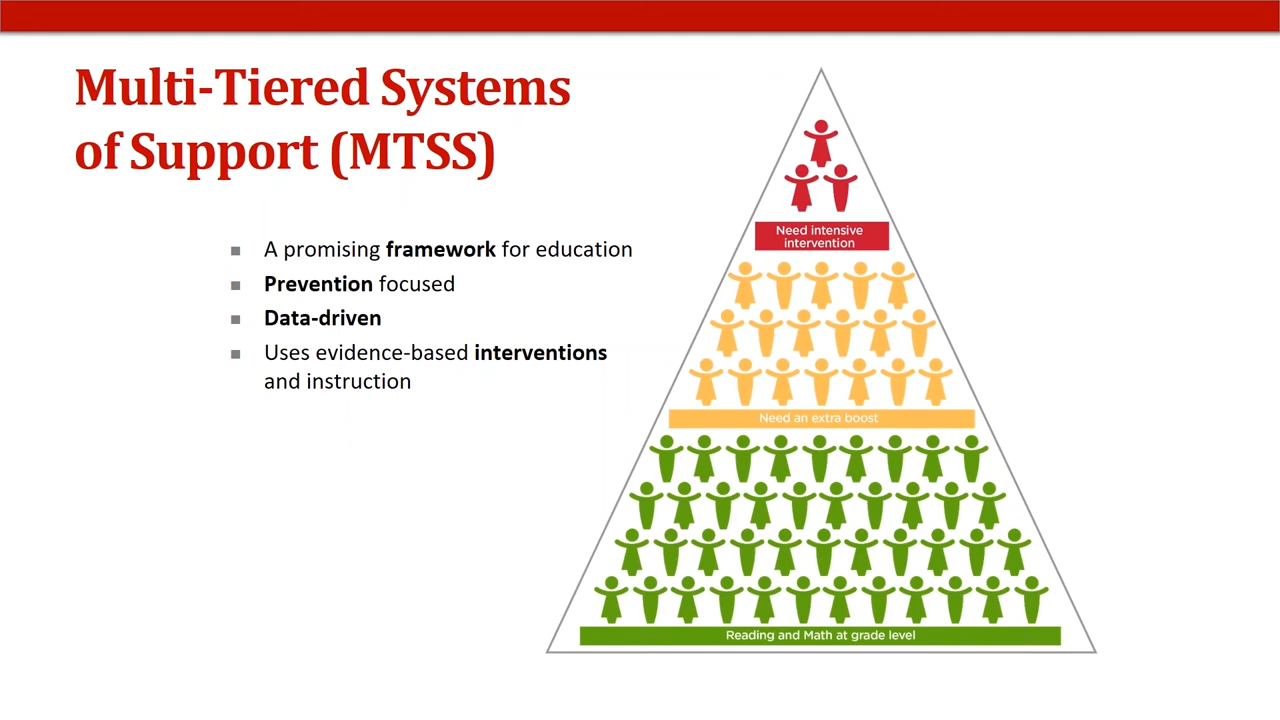 Multi-Tiered Systems
of Support (MTSS)
A promising framework for education
Prevention focused
Data-driven
Uses evidence-based interventions
and instruction
Need intensive
intervention
Need an extra boost
Reading and Math at grade level